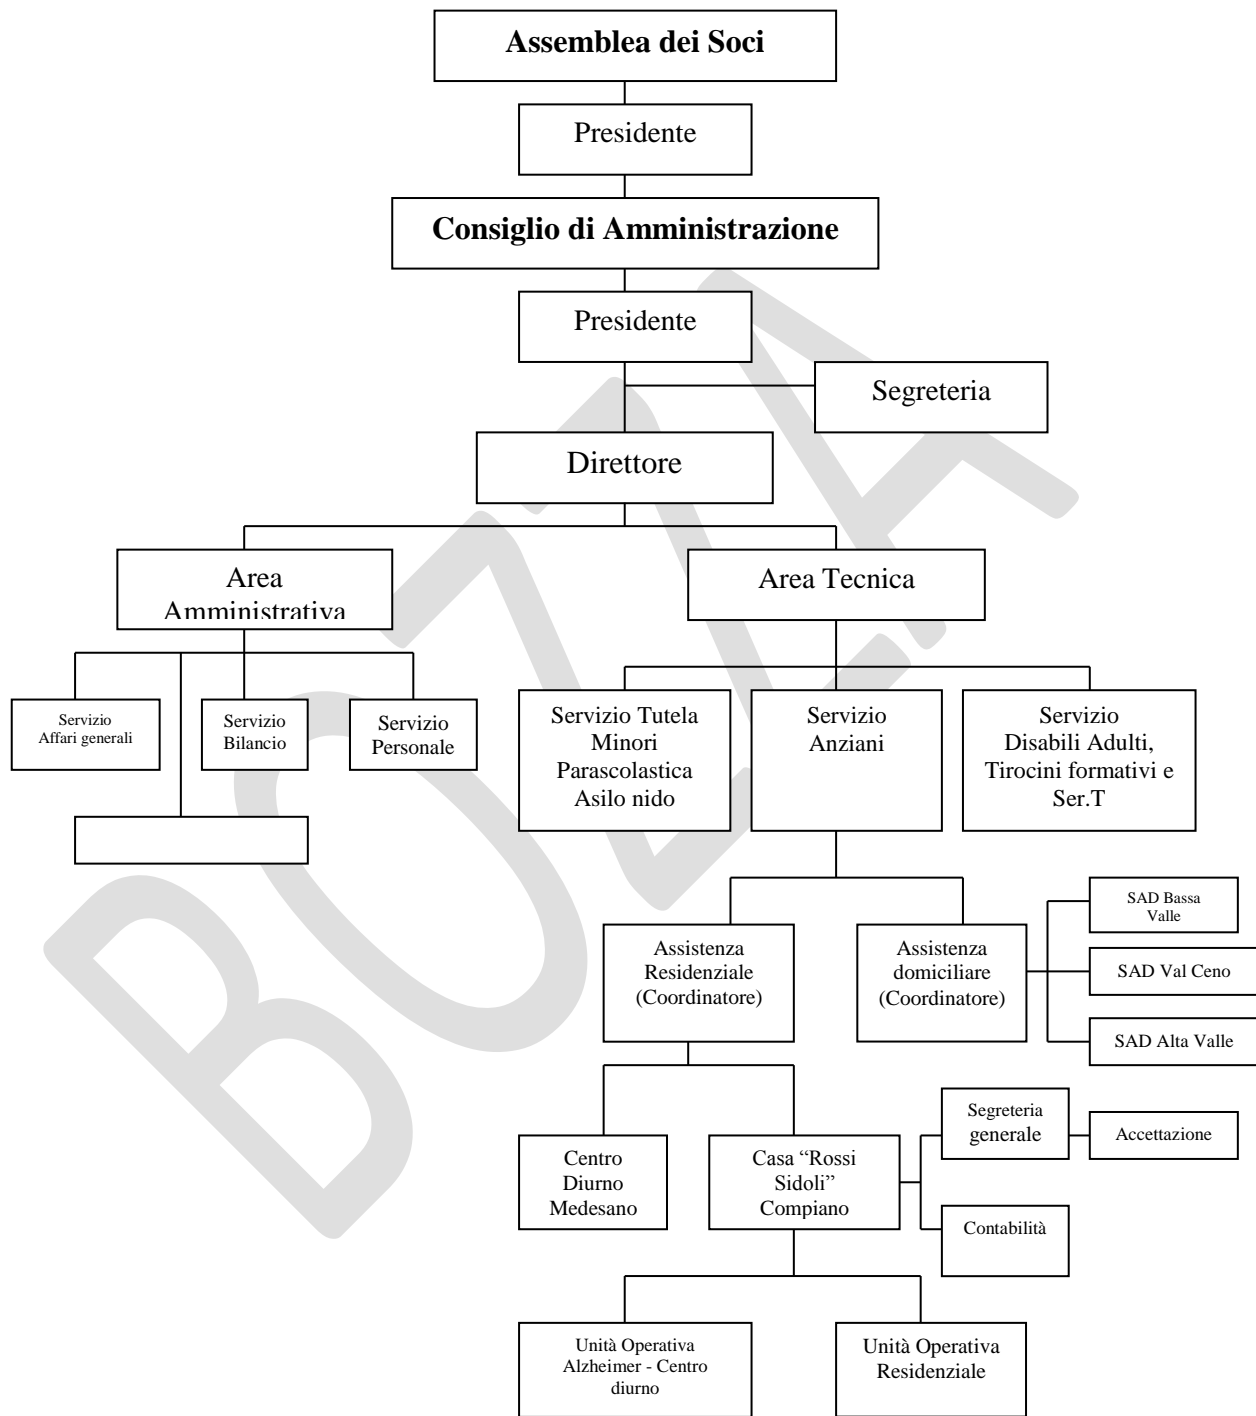 Assemblea dei Soci
Presidente
Consiglio di Amministrazione
Presidente
Segreteria
Direttore
Area
Amministrativa
Area Tecnica
Servizio
Affari generali
Servizio
Bilancio
Servizio
Personale
Servizio Tutela
Minori
Parascolastica
Asilo nido
Servizio
Anziani
Servizio
Disabili Adulti,
Tirocini formativi e
Ser.T
Assistenza
Residenziale
(Coordinatore)
Assistenza
domiciliare
(Coordinatore)
SAD Bassa
Valle
SAD Val Ceno
SAD Alta Valle
Centro
Diurno
Medesano
Casa “Rossi
Sidoli”
Compiano
Segreteria
generale
Accettazione
Contabilità
Unità Operativa
Alzheimer - Centro
diurno
Unità Operativa
Residenziale
BOZZA